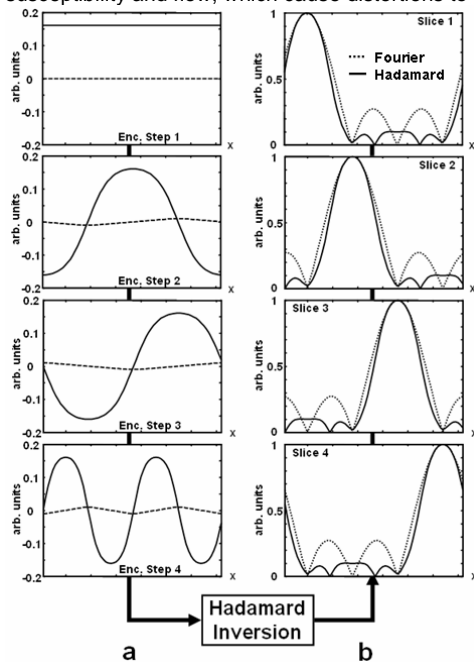 susceptibility and flow, which cause distortions to
Slice 1
Fourier
Hadamard
arb. units
0.1
0
-0.1
-0.2
Enc. Step 1
x
arb. units
1
0.5
0
x
arb. units
0.2
0.1
0
-0.1
-0.2
Enc. Step 2
x
Slice 2
arb. units
1
0.5
0
x
arb. units
0.2
0.1
0
-0.1
-0.2
Enc. Step 3
x
Slice 3
arb. units
1
0.5
0
x
arb. units
0.2
0.1
0
-0.1
-0.2
Enc. Step 4
x
Slice 4
arb. units
1
0.5
0
x
Hadamard
Inversion
a
b